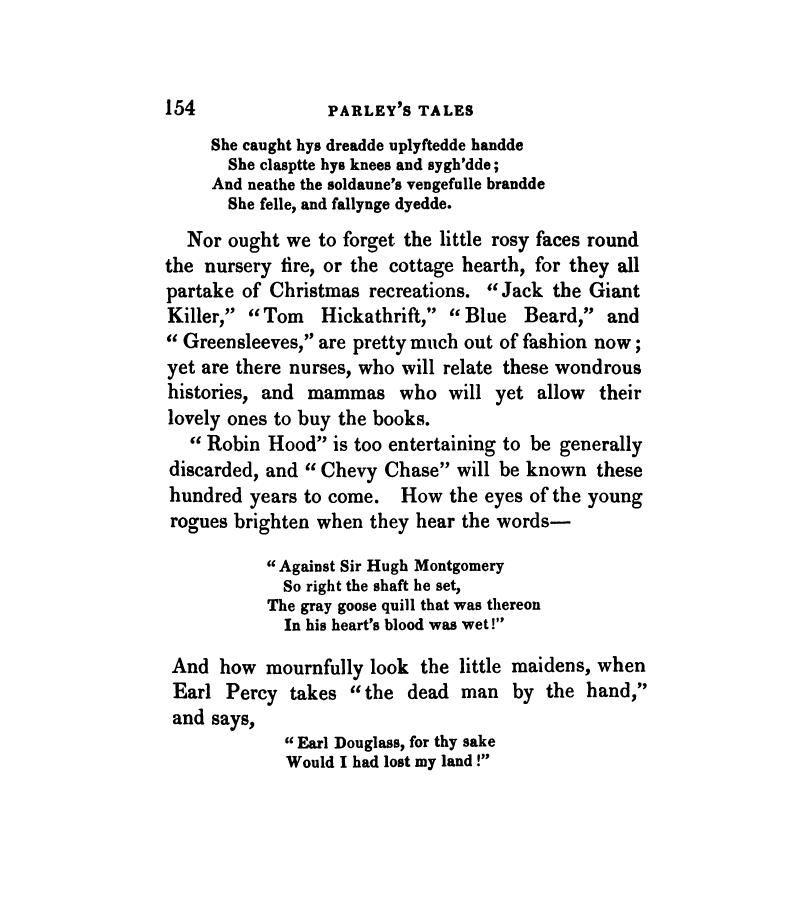 154 PARLEY'S TALES
She caught hys dreadde uplyftedde handde
She clasptte hys knees and sygh'dde;
And neathe the soldaune's vengefulle brandde
She felle, and fallynge dyedde.
Nor ought we to forget the little rosy faces round
the nursery fire, or the cottage hearth, for they all
partake of Christmas recreations. "Jack the Giant
Killer," "Tom Hickathrift," "Blue Beard," and
"Greensleeves," are pretty much out of fashion now;
yet are there nurses, who will relate these wondrous
histories, and mammas who will yet allow their
lovely ones to buy the books.
"Robin Hood" is too entertaining to be generally
discarded, and "Chevy Chase" will be known these
hundred years to come. How the eyes of the young
rogues brighten when they hear the words—
"Against Sir Hugh Montgomery
So right the shaft he set,
The gray goose quill that was thereon
In his heart's blood was wet!"
And how mournfully look the little maidens, when
Earl Percy takes "the dead man by the hand,"
and says,
"Earl Douglass, for thy sake
Would I had lost my land!"